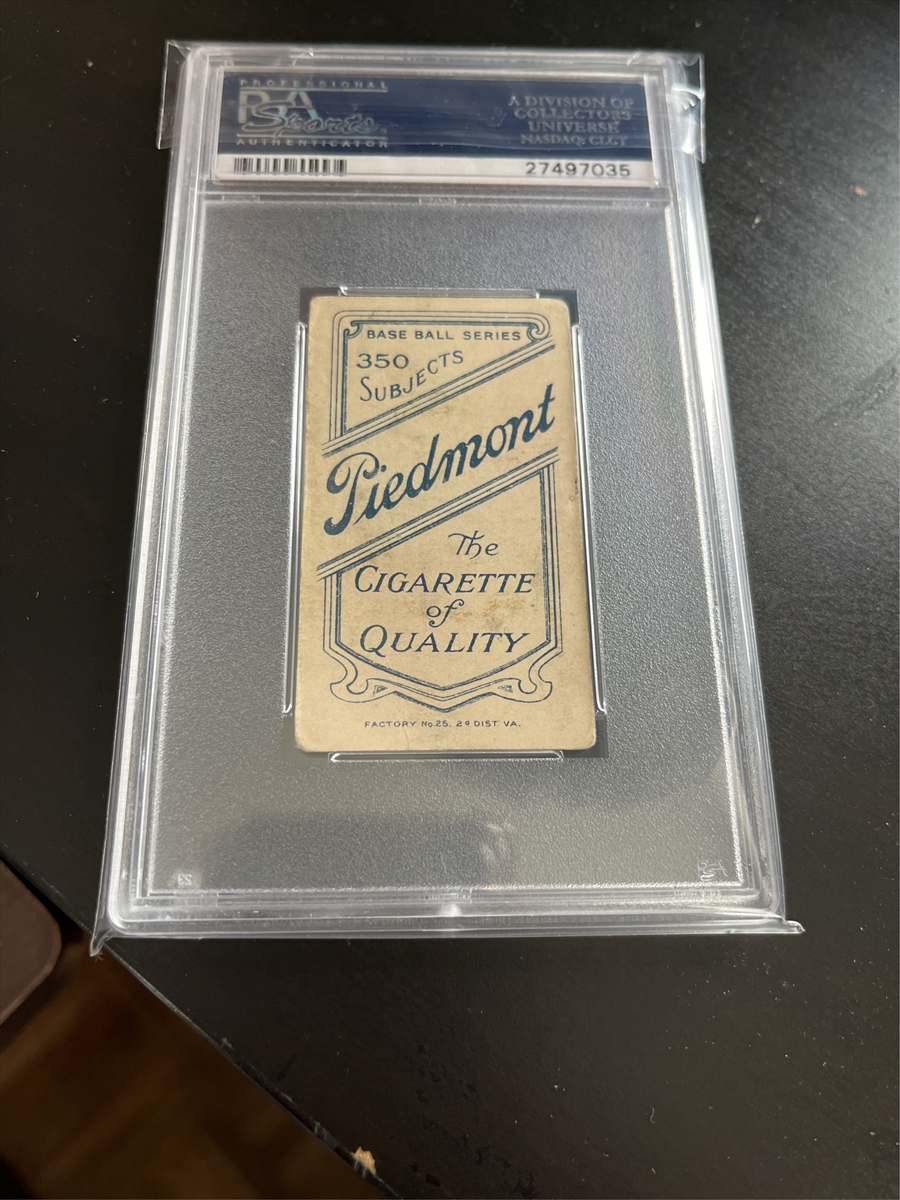 PROFESSIONAL
PSA
Sports
AUTHENTICATOR
A DIVISION OF
COLLECTORS
UNIVERSE
NASDAQ: CLCT
27497035
BASE BALL SERIES
350
SUBJECTS
Piedmont
The
CIGARETTE
of
QUALITY
FACTORY No 25. 2d DIST. VA.